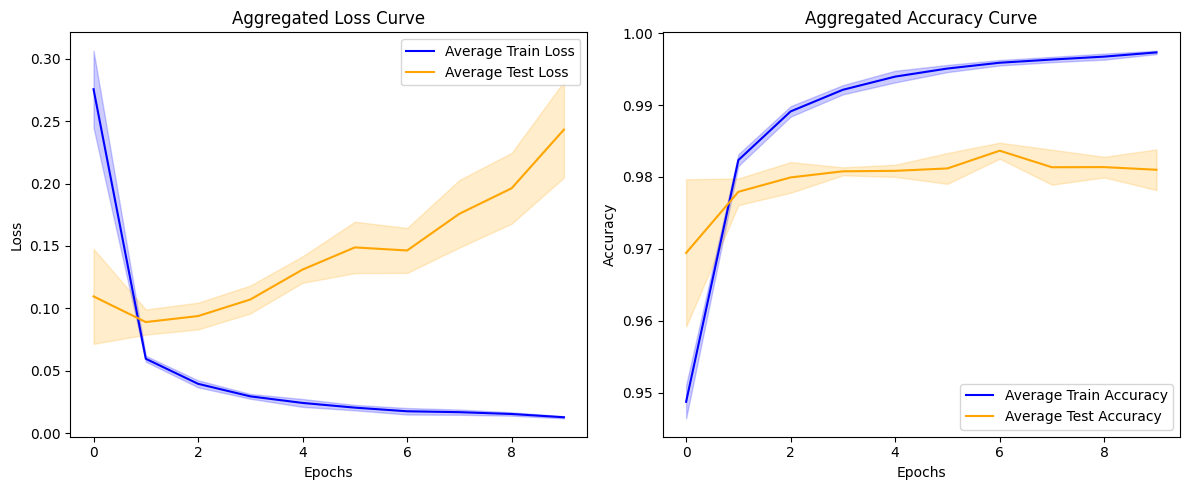 Aggregated Loss Curve
Average Train Loss
Average Test Loss
0.30
0.25
0.20
0.15
0.10
0.05
0.00
Loss
0
2
4
6
8
Epochs
Aggregated Accuracy Curve
1.00
0.99
0.98
0.97
0.96
0.95
Accuracy
Average Train Accuracy
Average Test Accuracy
0
2
4
6
8
Epochs